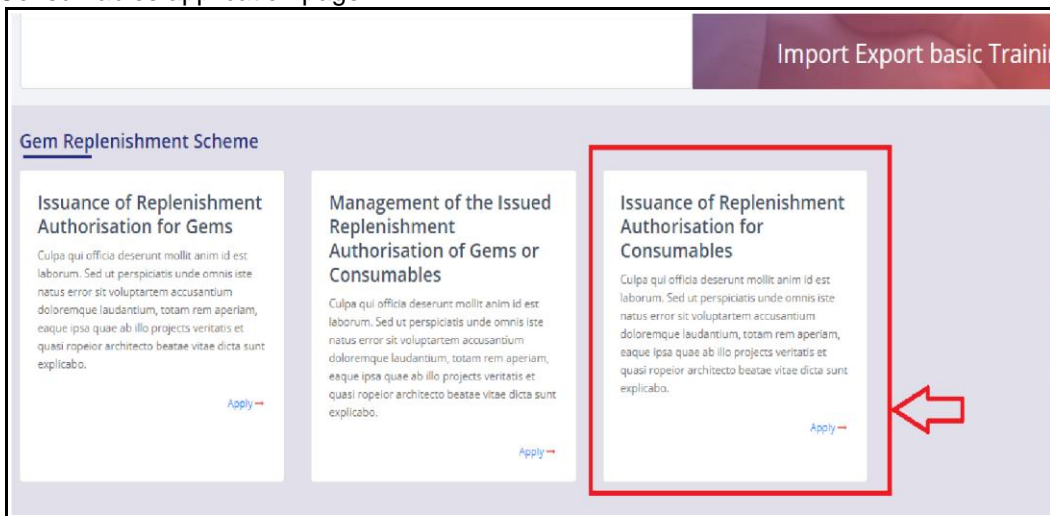 Import Export basic
Gem Replenishment Scheme
Issuance of Replenishment
Authorisation for Gems
Culpa qui officia deserunt mollit anim id est
laborum. Sed ut perspiciatis unde omnis iste
natus error sit voluptartem accusantium
doloremque laudantium, totam rem aperiam,
eaque ipsa quae ab illo projects veritatis et
quasi ropeior architecto beatae vitae dicta sunt
explicabo.
Apply
Management of the Issued
Replenishment
Authorisation of Gems or
Consumables
Culpa qui officia deserunt mollit anim id est
laborum. Sed ut perspiciatis unde omnis iste
natus error sit voluptartem accusantium
doloremque laudantium, totam rem aperiam,
eaque ipsa quae ab illo projects veritatis et
quasi ropeior architecto beatae vitae dicta sunt
explicabo.
Apply
Issuance of Replenishment
Authorisation for
Consumables
Culpa qui officia deserunt mollit anim id est
laborum. Sed ut perspiciatis unde omnis iste
natus error sit voluptartem accusantium
doloremque laudantium, totam rem aperiam,
eaque ipsa quae ab illo projects veritatis et
quasi ropeior architecto beatae vitae dicta sunt
explicabo.
Apply